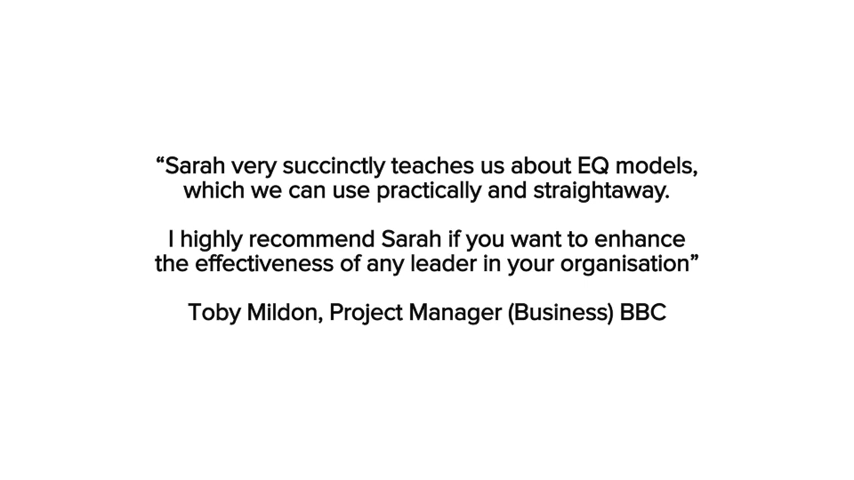 “Sarah very succinctly teaches us about EQ models,
which we can use practically and straightaway.
I highly recommend Sarah if you want to enhance
the effectiveness of any leader in your organisation”
Toby Mildon, Project Manager (Business) BBC